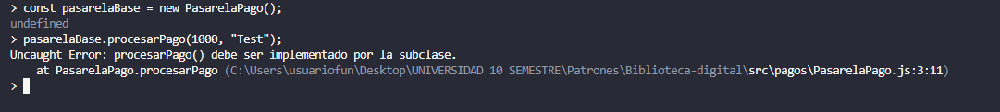 > const pasarelaBase = new PasarelaPago();
undefined
> pasarelaBase.procesarPago(1000, "Test");
Uncaught Error: procesarPago() debe ser implementado por la subclase.
    at PasarelaPago.procesarPago (C:\Users\usuariofun\Desktop\UNIVERSIDAD 10 SEMESTRE\Patrones\Biblioteca-digital\src\pagos\PasarelaPago.js:3:11)
>